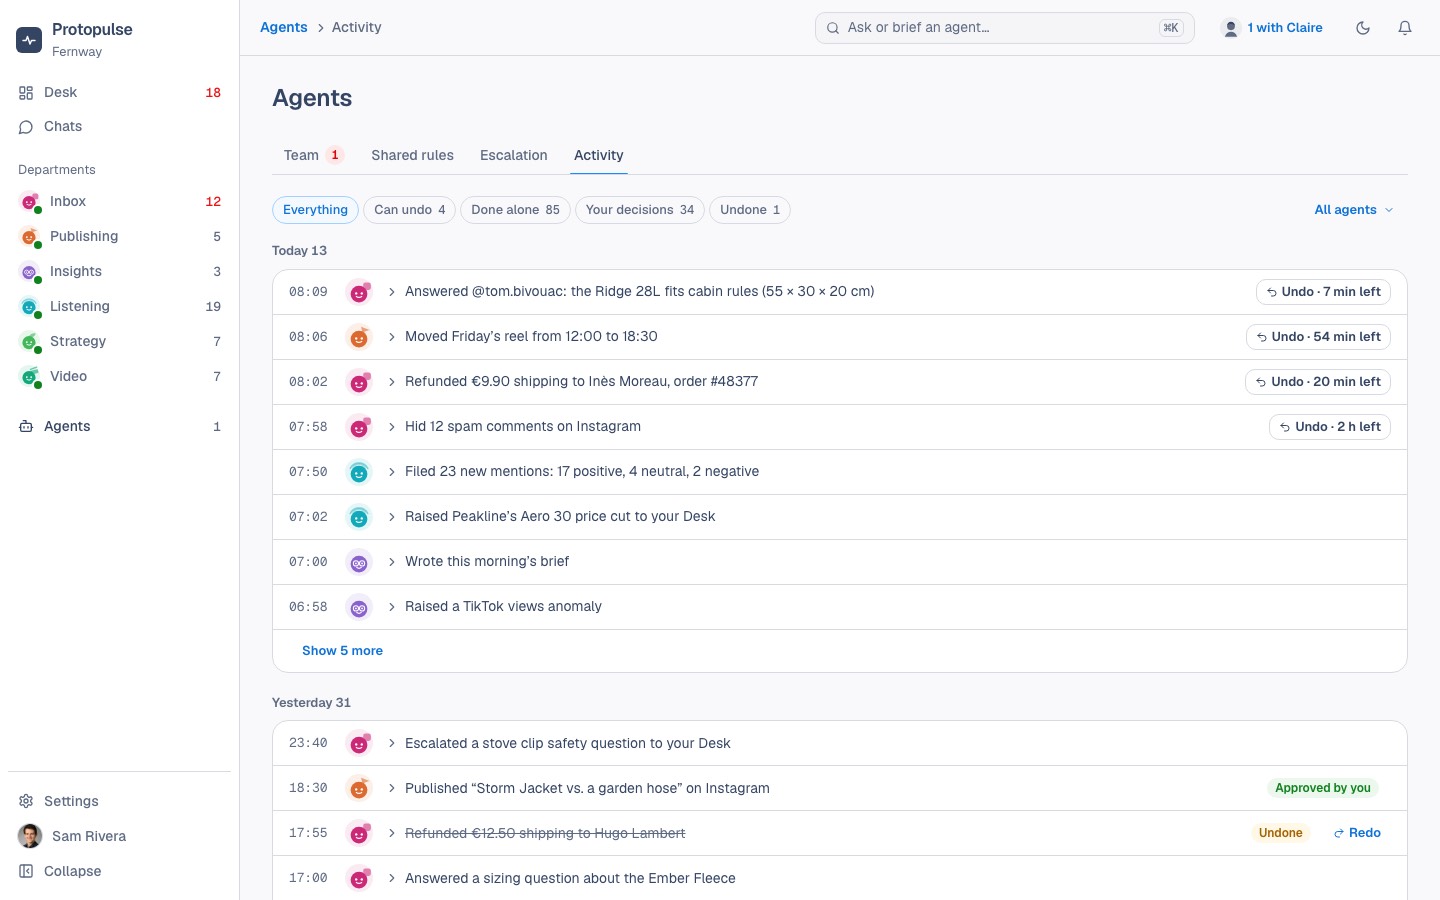 Protopulse
Fernway
Desk 18
Chats
Departments
Inbox 12
Publishing 5
Insights 3
Listening 19
Strategy 7
Video 7
Agents 1
Settings
Sam Rivera
Collapse
Agents > Activity
Ask or brief an agent… ⌘K
1 with Claire
Agents
Team 1 Shared rules Escalation Activity
Everything Can undo 4 Done alone 85 Your decisions 34 Undone 1 All agents
Today 13
08:09 Answered @tom.bivouac: the Ridge 28L fits cabin rules (55 × 30 × 20 cm) Undo · 7 min left
08:06 Moved Friday’s reel from 12:00 to 18:30 Undo · 54 min left
08:02 Refunded €9.90 shipping to Inès Moreau, order #48377 Undo · 20 min left
07:58 Hid 12 spam comments on Instagram Undo · 2 h left
07:50 Filed 23 new mentions: 17 positive, 4 neutral, 2 negative
07:02 Raised Peakline’s Aero 30 price cut to your Desk
07:00 Wrote this morning’s brief
06:58 Raised a TikTok views anomaly
Show 5 more
Yesterday 31
23:40 Escalated a stove clip safety question to your Desk
18:30 Published “Storm Jacket vs. a garden hose” on Instagram Approved by you
17:55 Refunded €12.50 shipping to Hugo Lambert Undone Redo
17:00 Answered a sizing question about the Ember Fleece